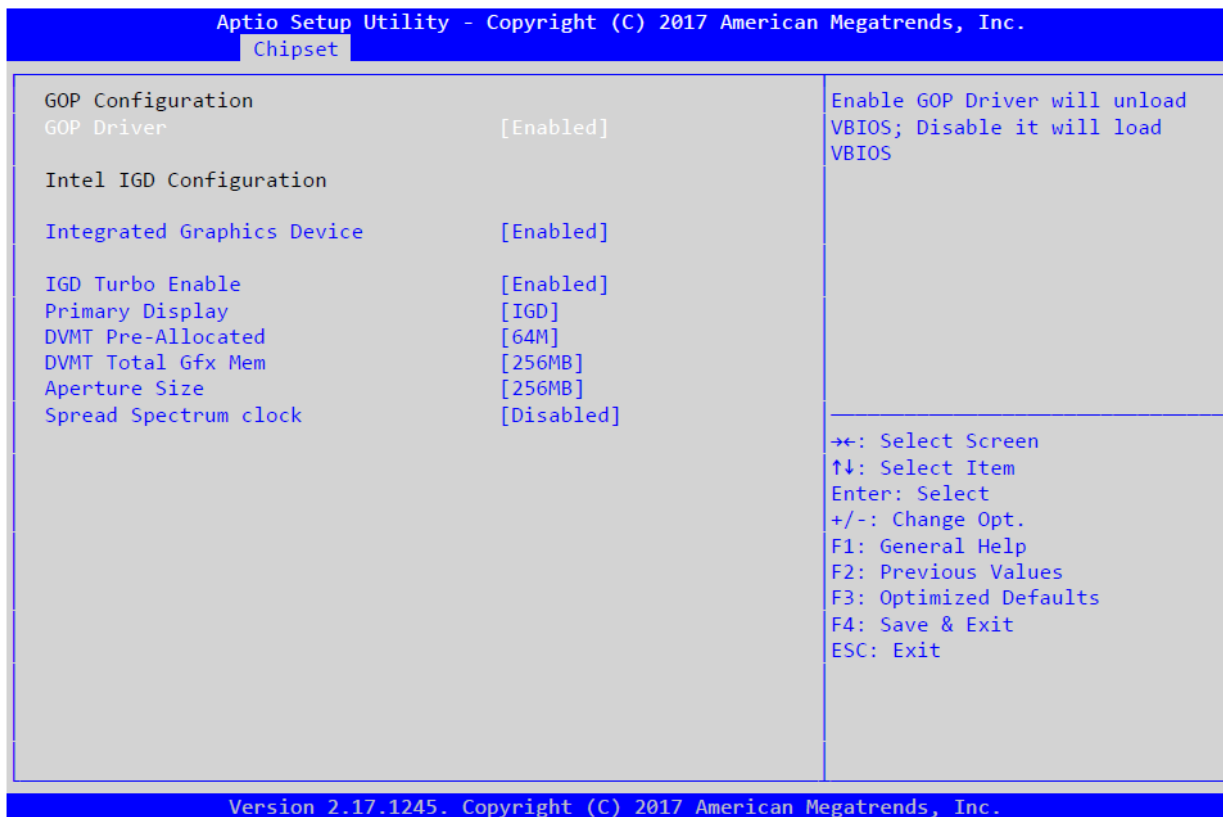 Aptio Setup Utility - Copyright (C) 2017 American Megatrends, Inc.
Chipset
GOP Configuration
GOP Driver [Enabled]
Intel IGD Configuration
Integrated Graphics Device [Enabled]
IGD Turbo Enable [Enabled]
Primary Display [IGD]
DVMT Pre-Allocated [64M]
DVMT Total Gfx Mem [256MB]
Aperture Size [256MB]
Spread Spectrum clock [Disabled]
Enable GOP Driver will unload
VBIOS; Disable it will load
VBIOS
→←: Select Screen
↑↓: Select Item
Enter: Select
+/-: Change Opt.
F1: General Help
F2: Previous Values
F3: Optimized Defaults
F4: Save & Exit
ESC: Exit
Version 2.17.1245. Copyright (C) 2017 American Megatrends, Inc.